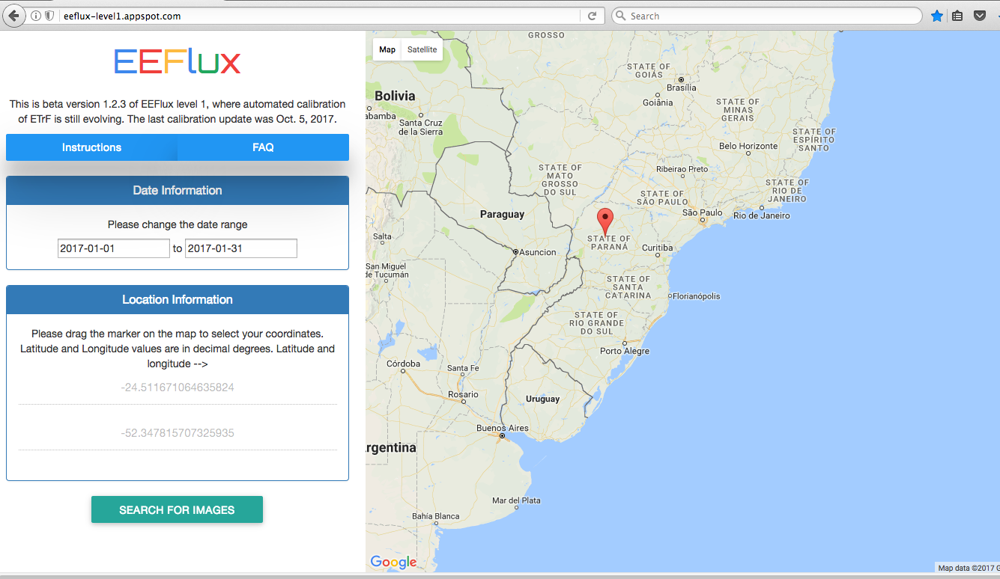 eeflux-level1.appspot.com
Search
EEFlux
This is beta version 1.2.3 of EEFlux level 1, where automated calibration
of ETrF is still evolving. The last calibration update was Oct. 5, 2017.
Instructions
FAQ
Date Information
Please change the date range
2017-01-01 to 2017-01-31
Location Information
Please drag the marker on the map to select your coordinates.
Latitude and Longitude values are in decimal degrees. Latitude and
longitude -->
-24.511671064635824
-52.347815707325935
SEARCH FOR IMAGES
Map
Satellite
GROSSO
STATE OF
GOIÁS
Brasília
Goiânia
Bolivia
abamba
Santa Cruz
de la Sierra
STATE OF
MINAS
GERAIS
STATE OF
ESPÍRITO
SANTO
Belo Horizonte
STATE OF
MATO
GROSSO
DO SUL
Ribeirao Preto
STATE OF
RIO DE
JANEIRO
STATE OF
SÃO PAULO
São Paulo
Rio de Janeiro
Paraguay
Salta
STATE OF
PARANÁ
Curitiba
Asuncion
San Miguel
de Tucumán
STATE OF
SANTA
CATARINA
Florianópolis
STATE OF
RIO GRANDE
DO SUL
Porto Alegre
Córdoba
Santa Fe
Rosario
Uruguay
Buenos Aires
rgentina
Mar del Plata
Bahía Blanca
Google
Map data ©2017 G